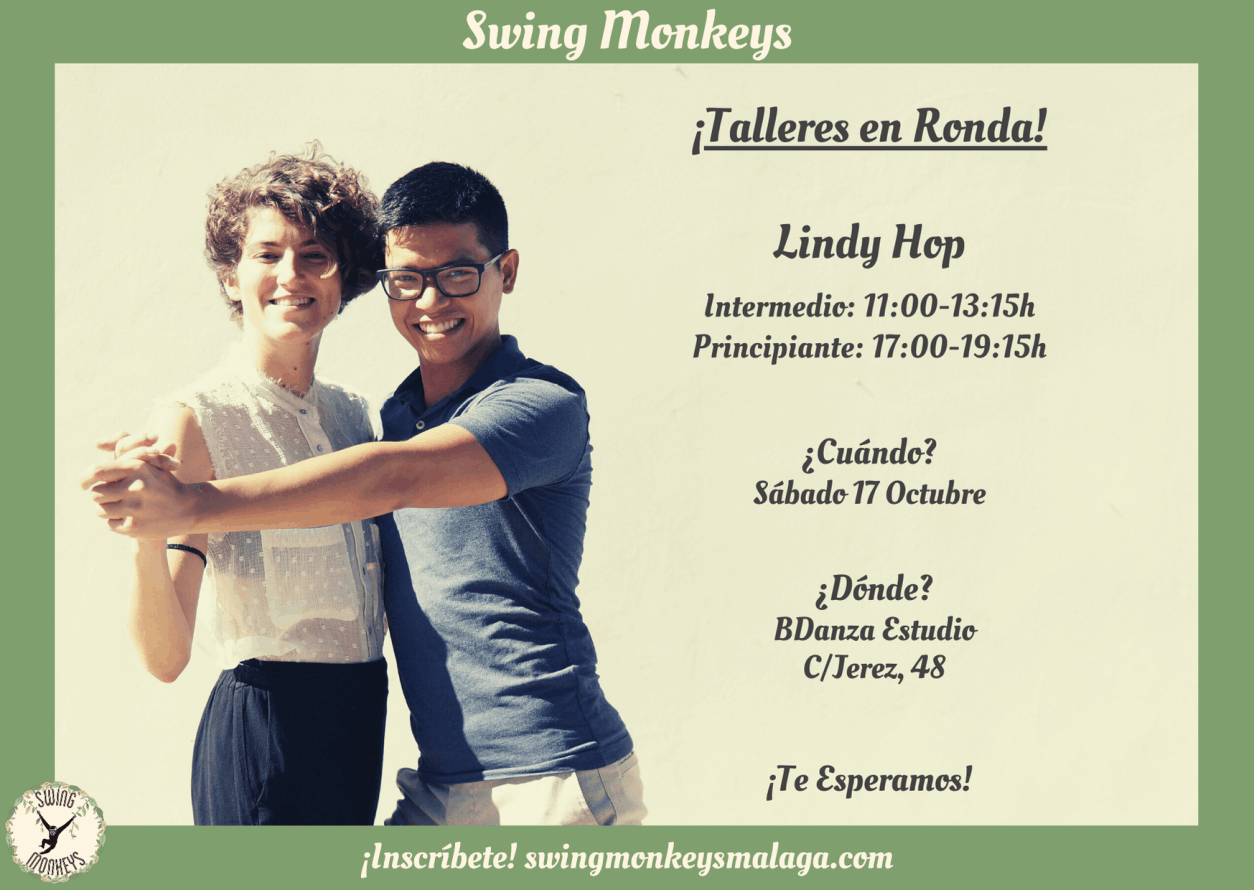 Swing Monkeys
¡Talleres en Ronda!
Lindy Hop
Intermedio: 11:00-13:15h
Principiante: 17:00-19:15h
¿Cuándo?
Sábado 17 Octubre
¿Dónde?
BDanza Estudio
C/Jerez, 48
¡Te Esperamos!
SWING
MONKEYS
¡Inscríbete! swingmonkeysmalaga.com